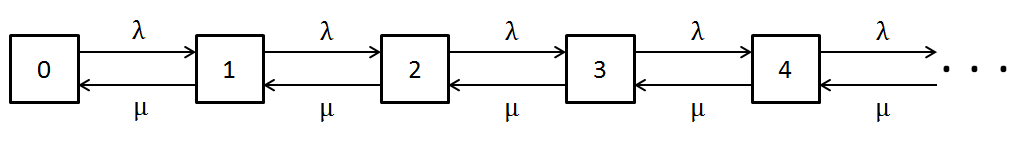 λ λ λ λ λ
0 1 2 3 4 . . .
μ μ μ μ μ